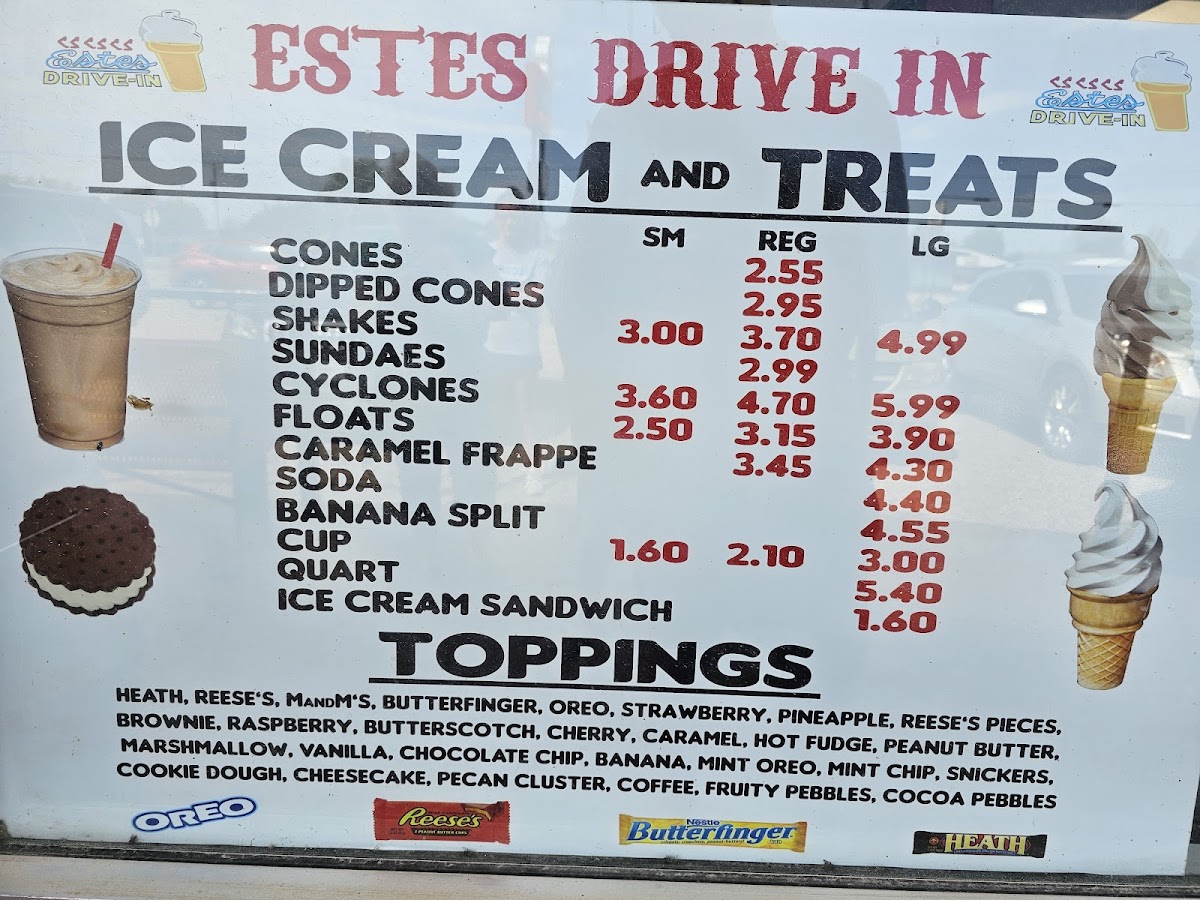 Estes DRIVE-IN
ESTES DRIVE IN
Estes DRIVE-IN
ICE CREAM AND TREATS
SM REG LG
CONES 2.55
DIPPED CONES 2.95
SHAKES 3.00 3.70 4.99
SUNDAES 2.99
CYCLONES 3.60 4.70 5.99
FLOATS 2.50 3.15 3.90
CARAMEL FRAPPE 3.45 4.30
SODA 4.40
BANANA SPLIT 4.55
CUP 1.60 2.10 3.00
QUART 5.40
ICE CREAM SANDWICH 1.60
TOPPINGS
HEATH, REESE'S, MANDM'S, BUTTERFINGER, OREO, STRAWBERRY, PINEAPPLE, REESE'S PIECES,
BROWNIE, RASPBERRY, BUTTERSCOTCH, CHERRY, CARAMEL, HOT FUDGE, PEANUT BUTTER,
MARSHMALLOW, VANILLA, CHOCOLATE CHIP, BANANA, MINT OREO, MINT CHIP, SNICKERS,
COOKIE DOUGH, CHEESECAKE, PECAN CLUSTER, COFFEE, FRUITY PEBBLES, COCOA PEBBLES
OREO
Reese's
2 PEANUT BUTTER CUPS
Nestle
Butterfinger
HEATH